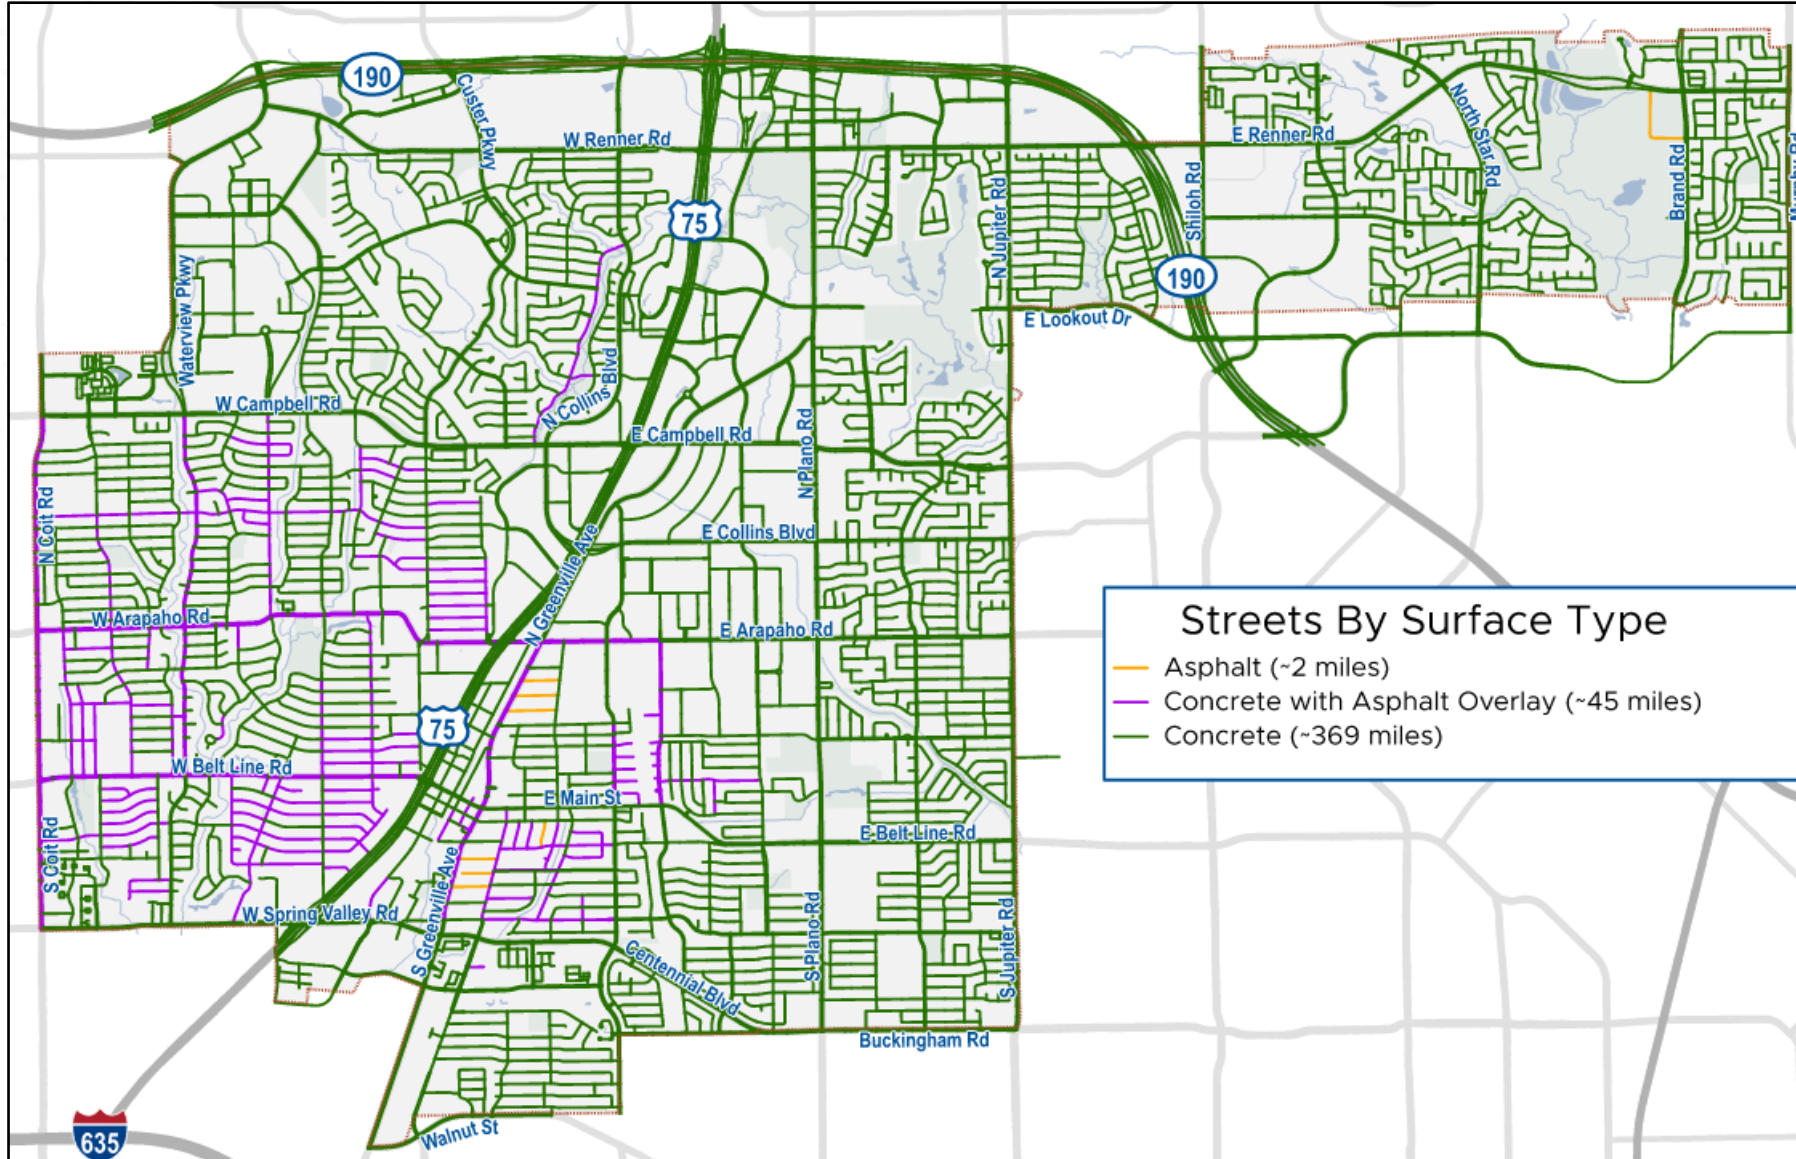 190
Custer Pkwy
W Renner Rd
E Renner Rd
North Star Rd
Brand Rd
Murphy Rd
75
N Jupiter Rd
Shiloh Rd
190
Waterview Pkwy
E Lookout Dr
N Collins Blvd
W Campbell Rd
E Campbell Rd
N Plano Rd
N Coit Rd
E Collins Blvd
N Greenville Ave
W Arapaho Rd
E Arapaho Rd
Streets By Surface Type
Asphalt (~2 miles)
Concrete with Asphalt Overlay (~45 miles)
Concrete (~369 miles)
75
W Belt Line Rd
E Main St
E Belt Line Rd
S Coit Rd
S Greenville Ave
W Spring Valley Rd
S Plano Rd
S Jupiter Rd
Centennial Blvd
Buckingham Rd
Walnut St
635